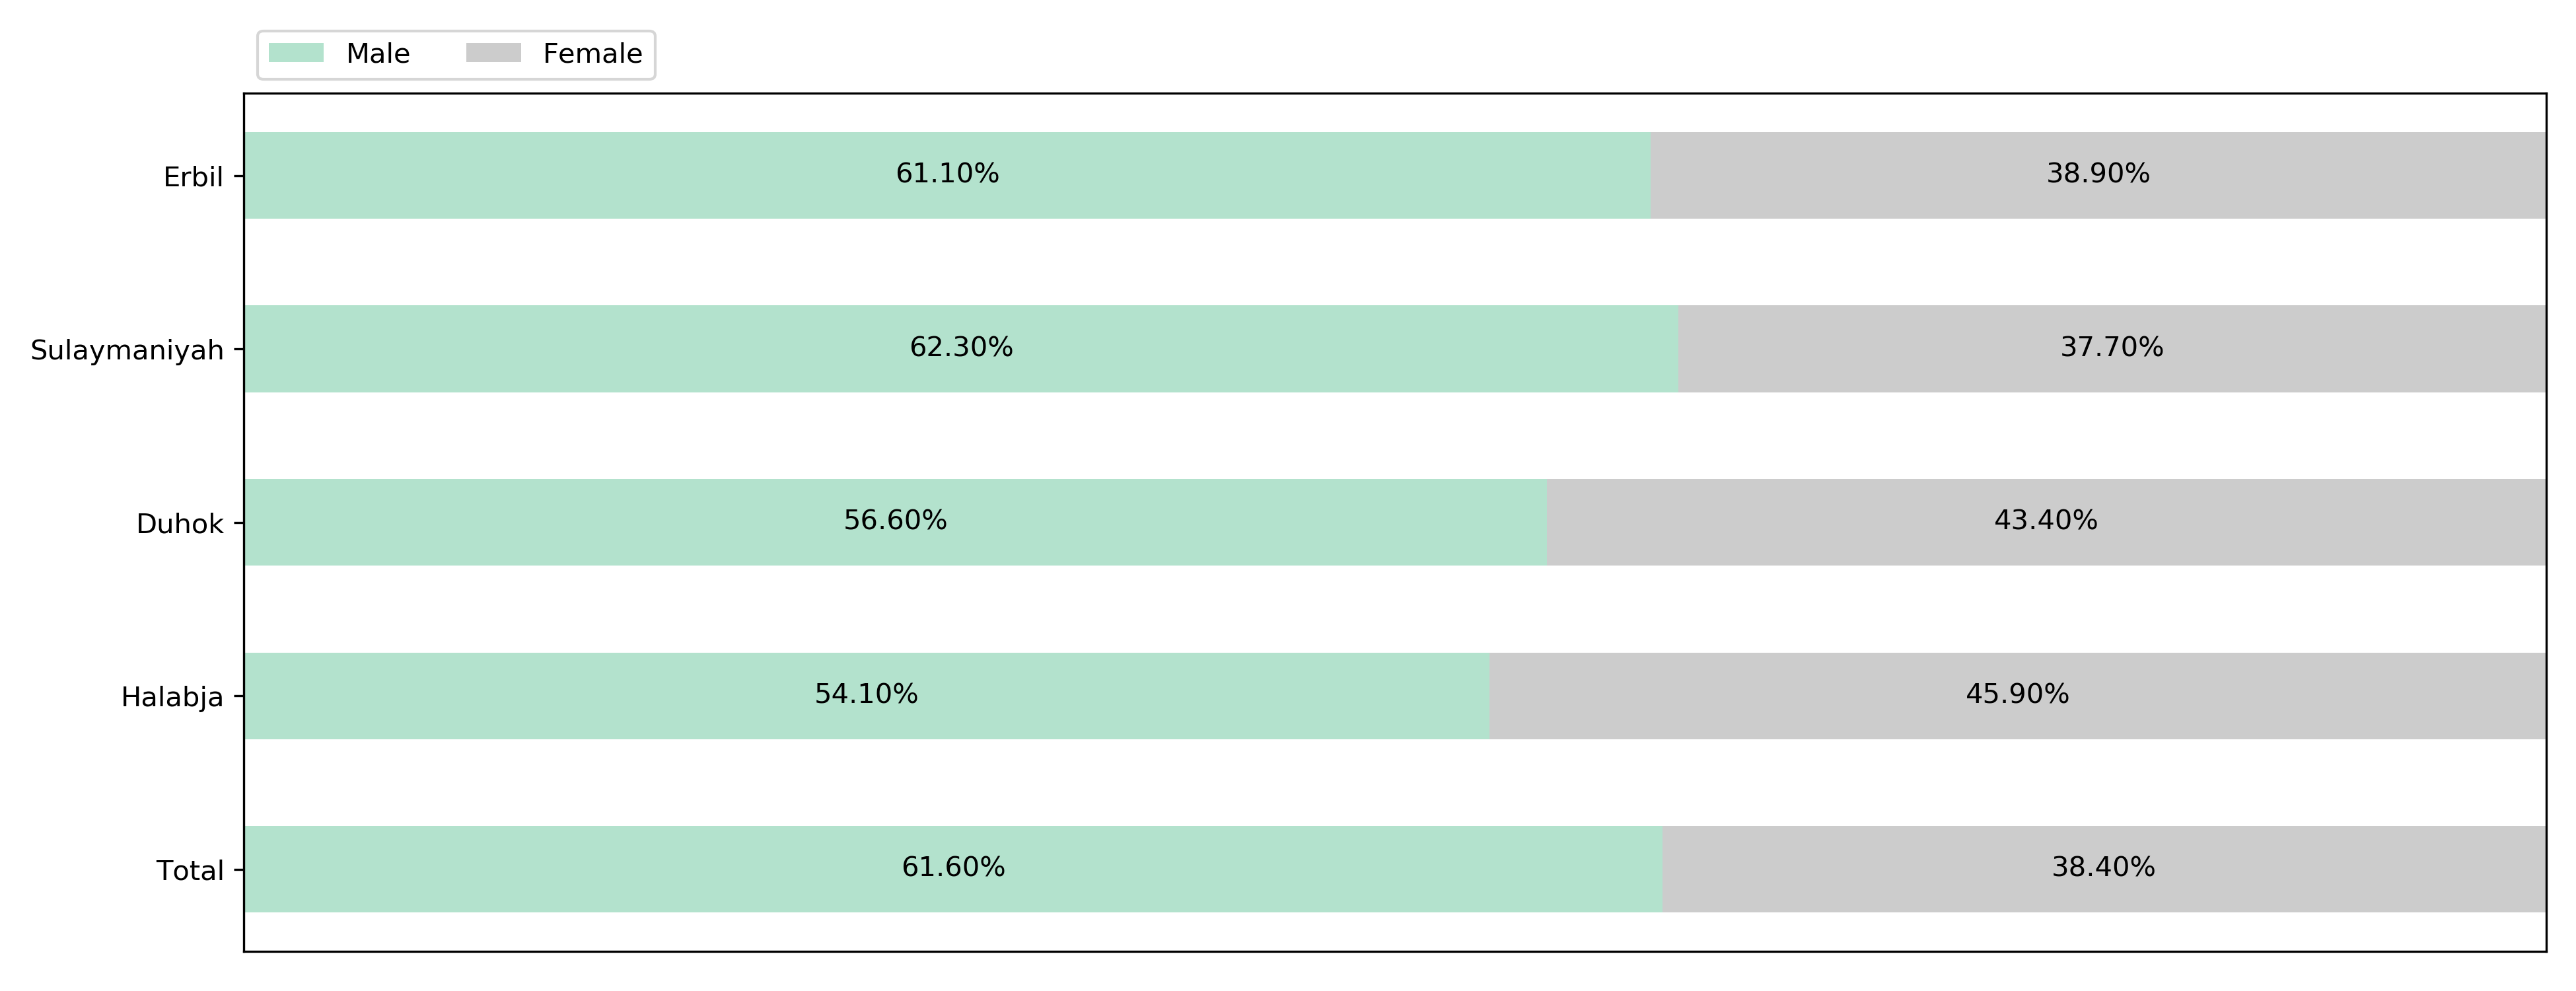 Male Female
Erbil 61.10% 38.90%
Sulaymaniyah 62.30% 37.70%
Duhok 56.60% 43.40%
Halabja 54.10% 45.90%
Total 61.60% 38.40%